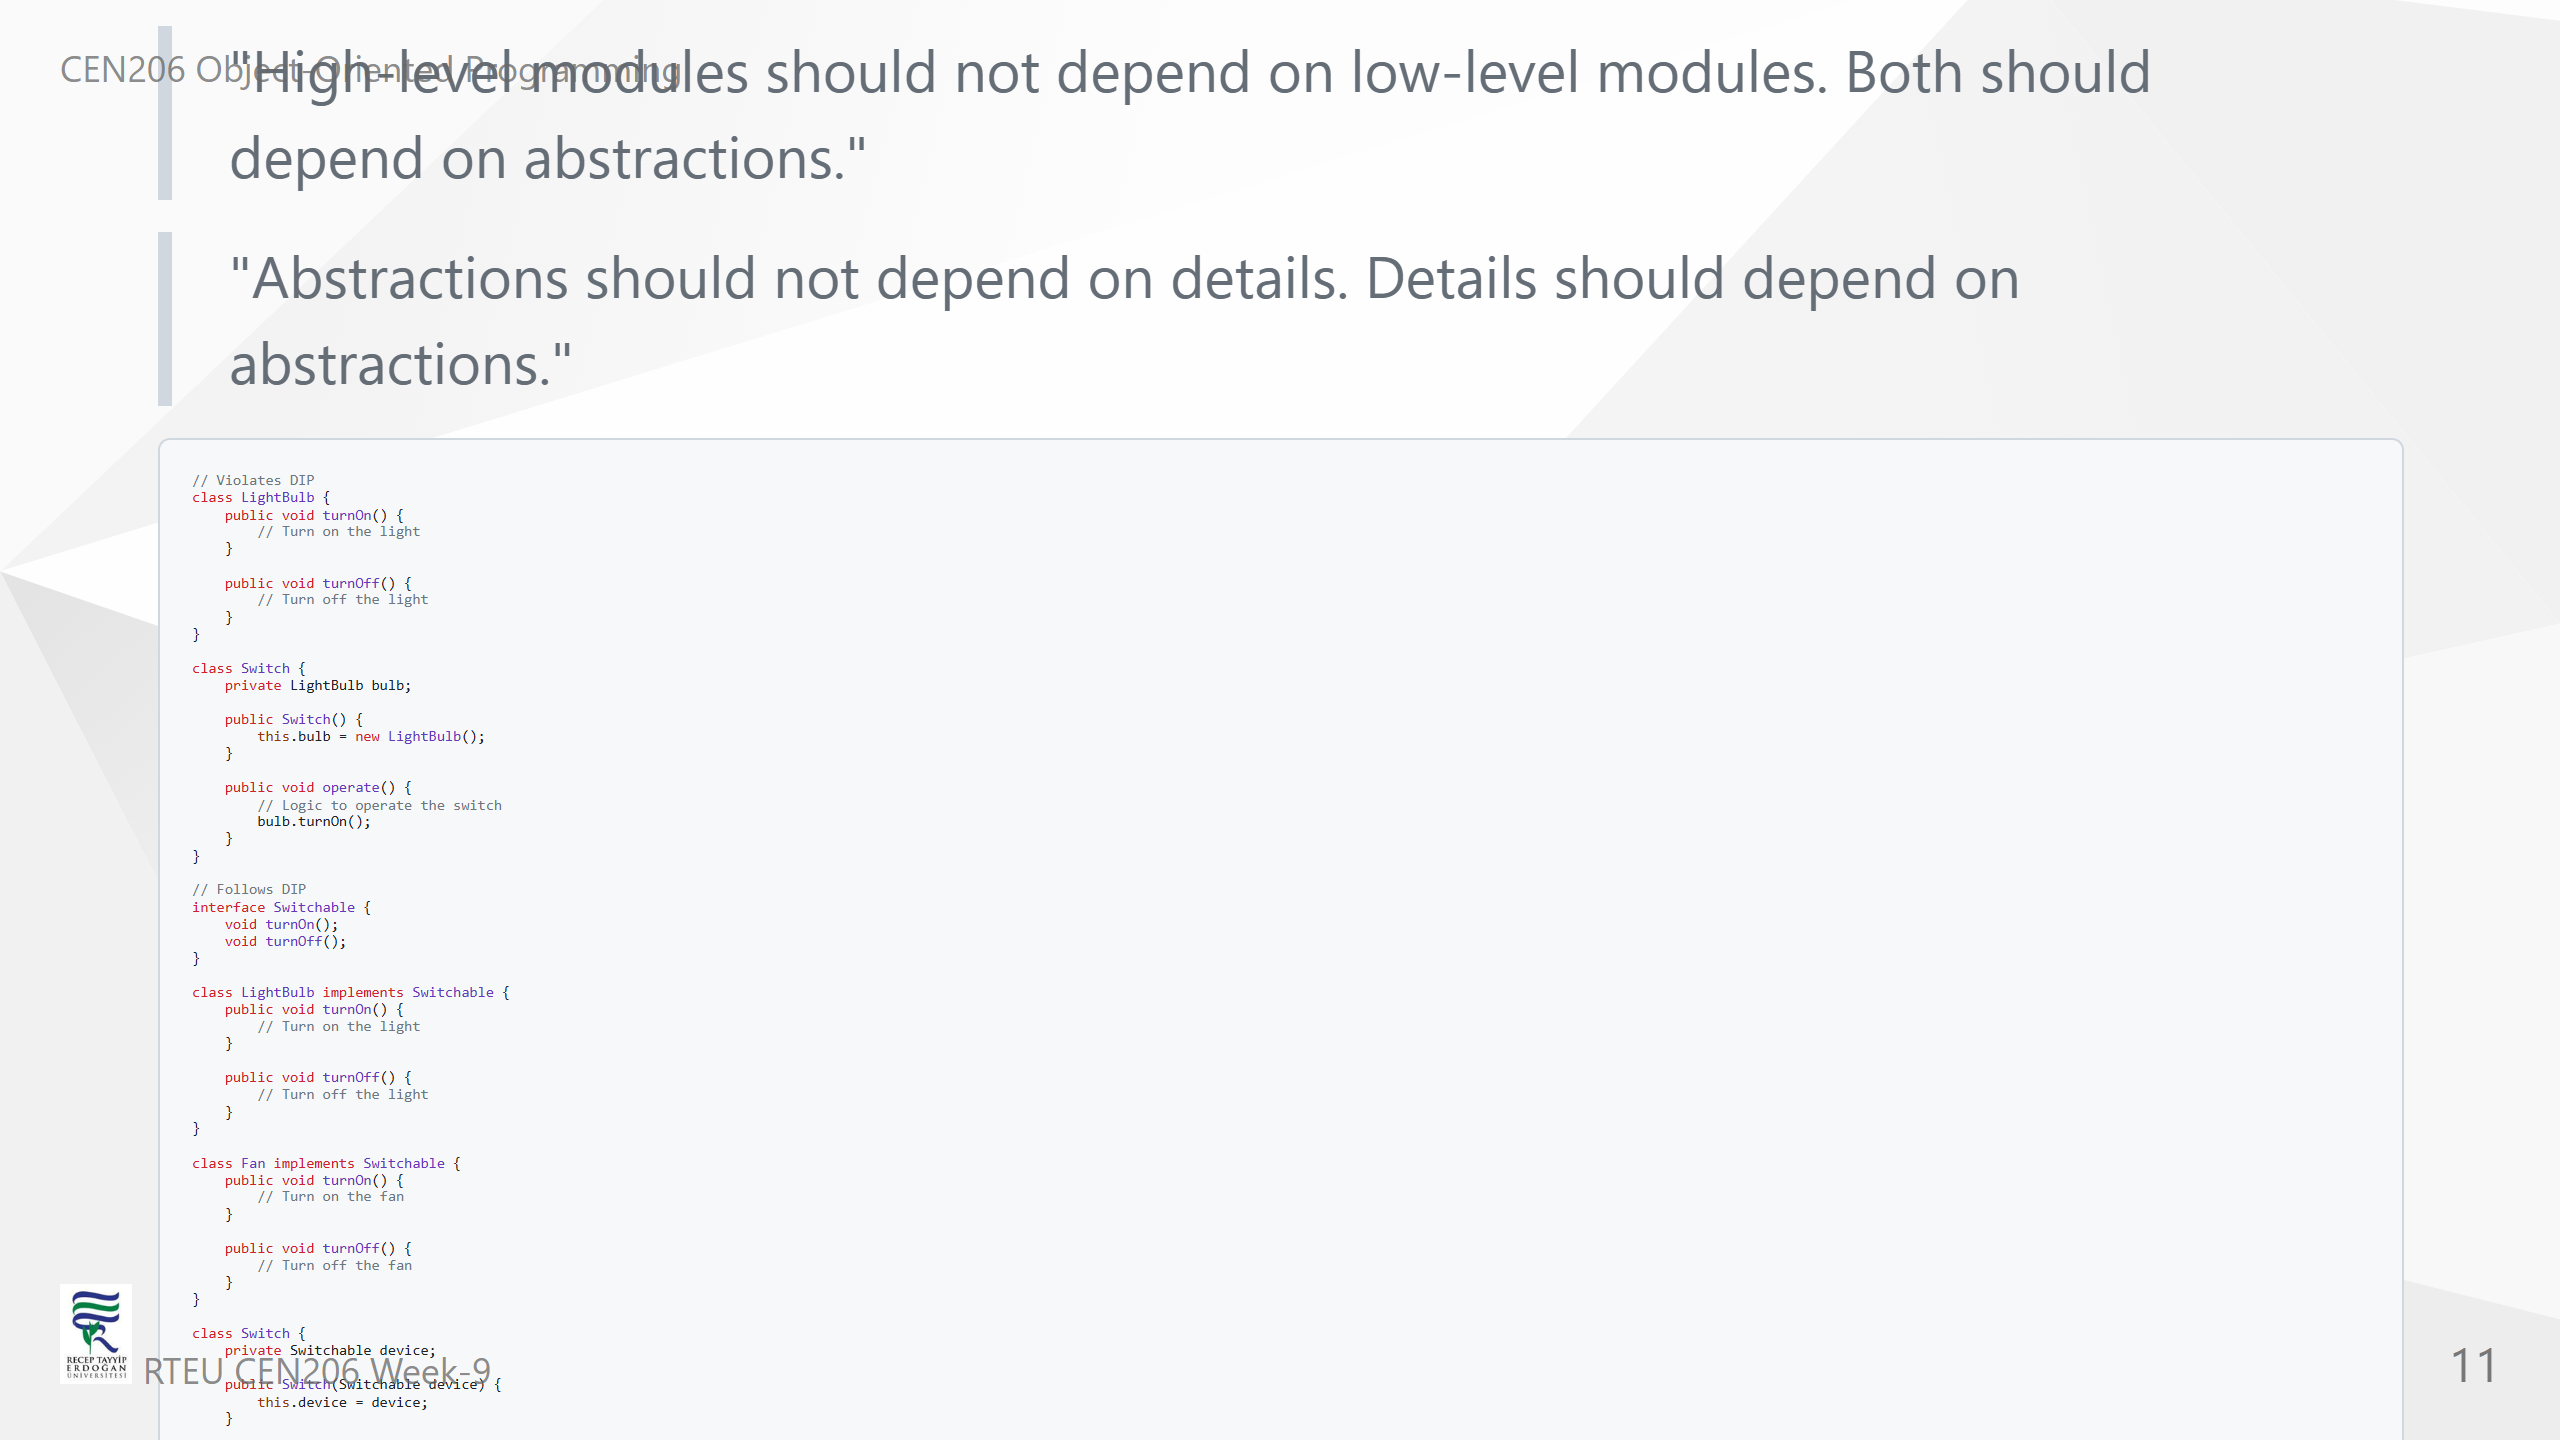 CEN206 Object-Oriented Programming
"High-level modules should not depend on low-level modules. Both should
depend on abstractions."
"Abstractions should not depend on details. Details should depend on
abstractions."
// Violates DIP
class LightBulb {
    public void turnOn() {
        // Turn on the light
    }

    public void turnOff() {
        // Turn off the light
    }
}

class Switch {
    private LightBulb bulb;

    public Switch() {
        this.bulb = new LightBulb();
    }

    public void operate() {
        // Logic to operate the switch
        bulb.turnOn();
    }
}

// Follows DIP
interface Switchable {
    void turnOn();
    void turnOff();
}

class LightBulb implements Switchable {
    public void turnOn() {
        // Turn on the light
    }

    public void turnOff() {
        // Turn off the light
    }
}

class Fan implements Switchable {
    public void turnOn() {
        // Turn on the fan
    }

    public void turnOff() {
        // Turn off the fan
    }
}

class Switch {
    private Switchable device;

    public Switch(Switchable device) {
        this.device = device;
    }
RECEP TAYYİP
ERDOĞAN
ÜNİVERSİTESİ
RTEU CEN206 Week-9
11